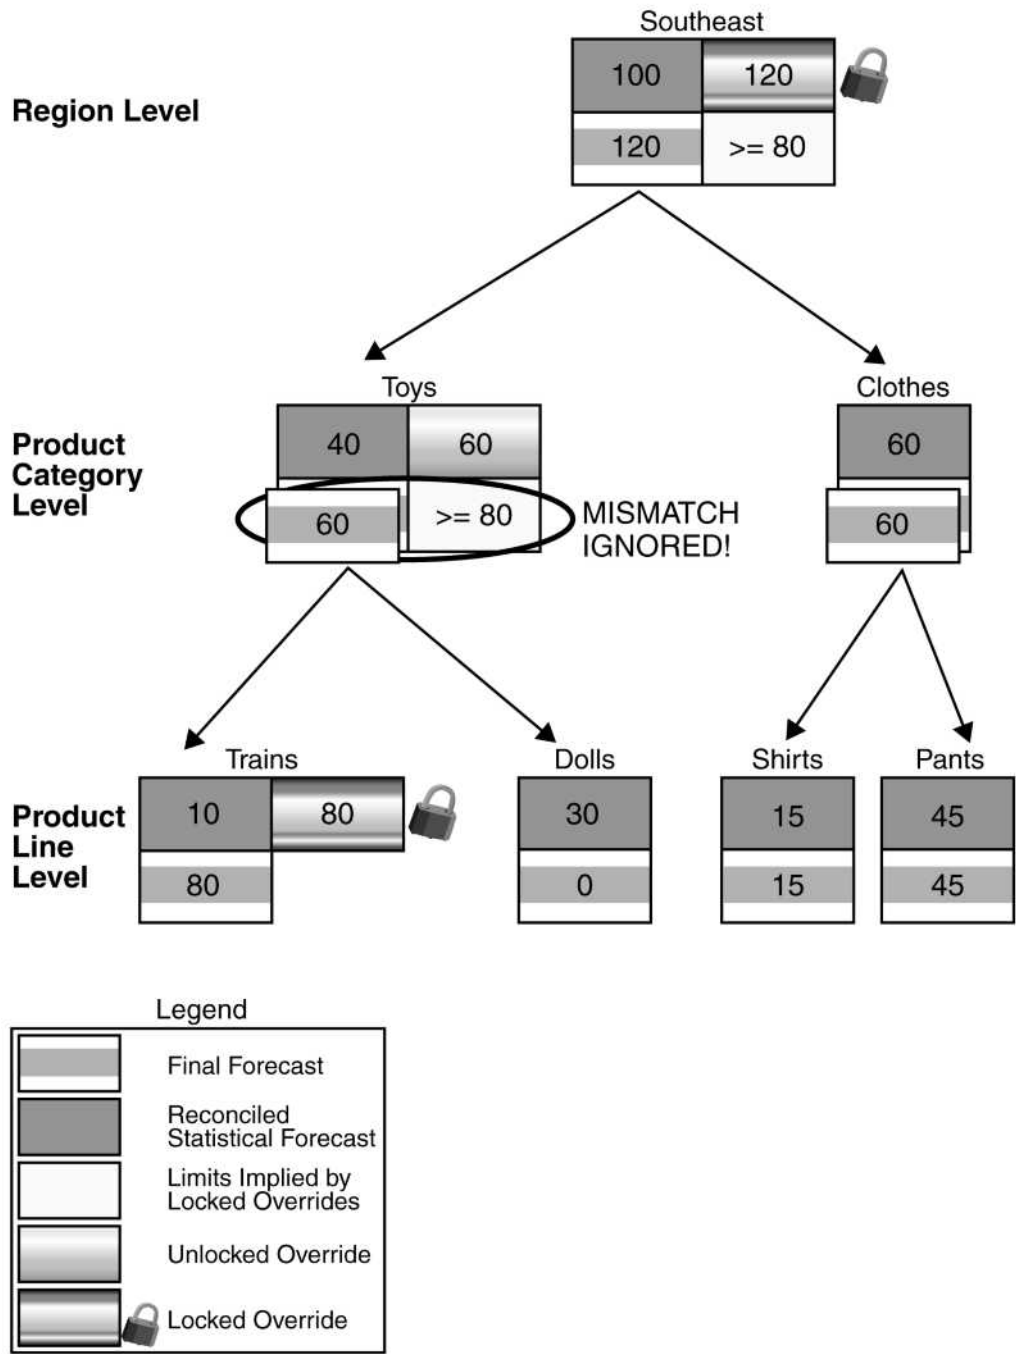 Southeast
100
120
Region Level
120
>= 80
Toys
Clothes
40
60
60
Product
Category
Level
60
>= 80
MISMATCH
IGNORED!
60
Trains
Dolls
Shirts
Pants
10
80
30
15
45
Product
Line
Level
80
0
15
45
Legend
Final Forecast
Reconciled
Statistical Forecast
Limits Implied by
Locked Overrides
Unlocked Override
Locked Override